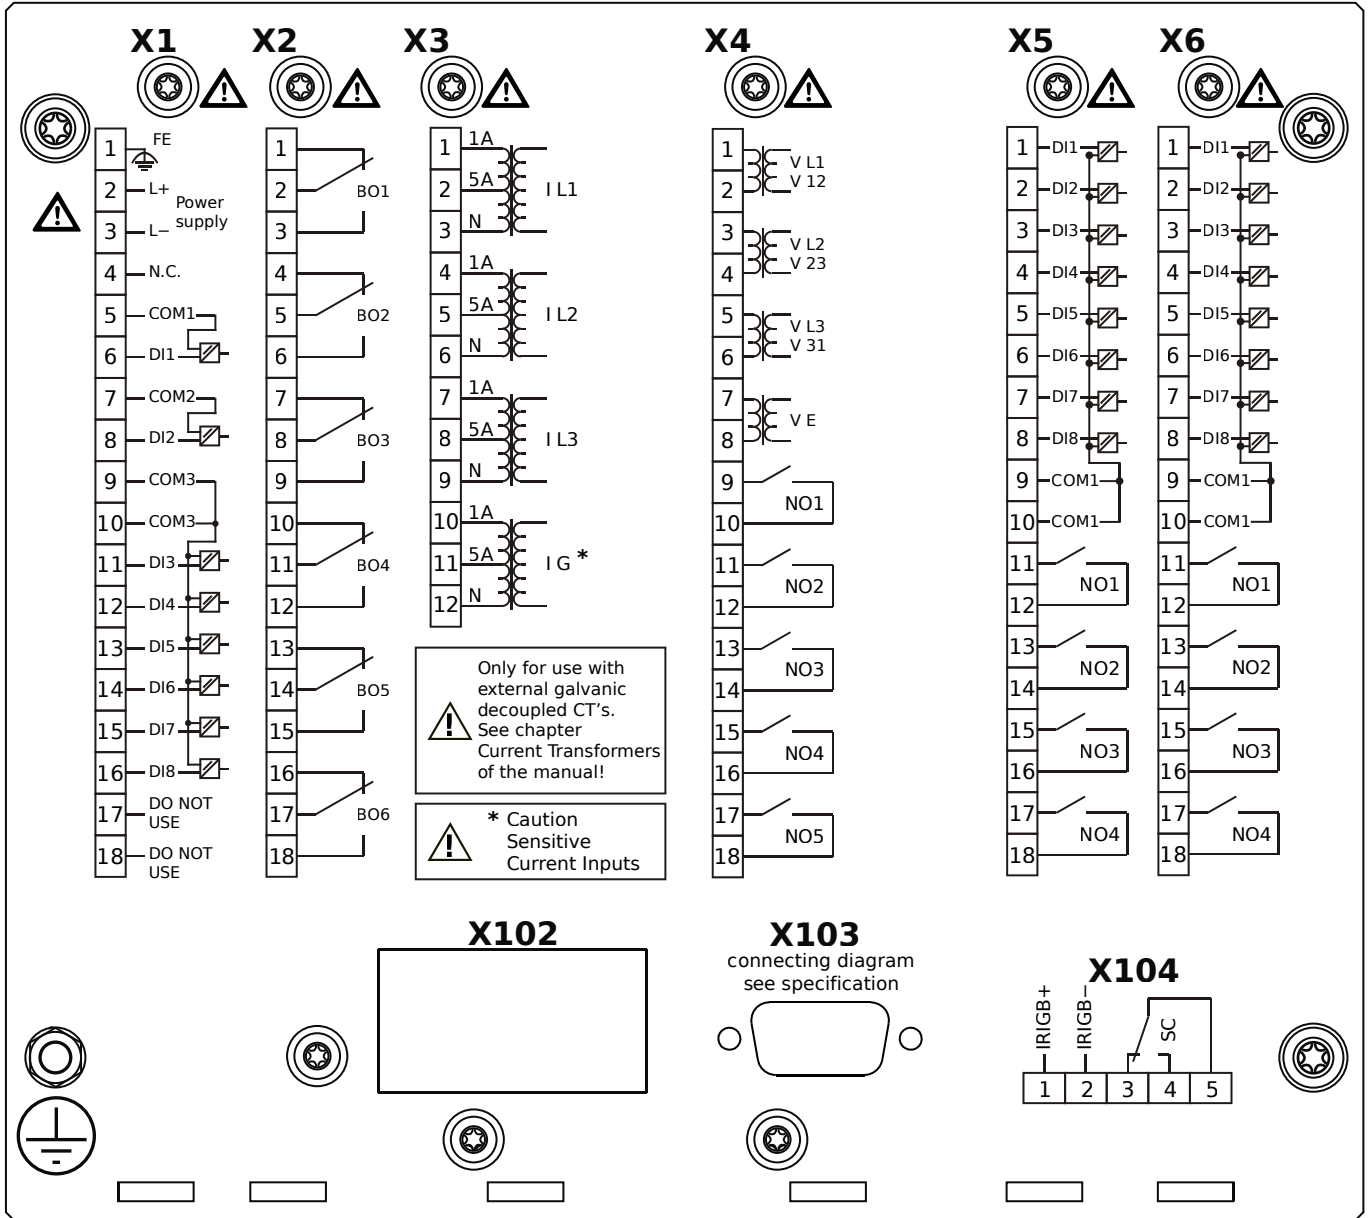 X1
X2
X3
X4
X5
X6
1
FE
2
L+
Power
supply
3
L−
4
N.C.
5
COM1
6
DI1
7
COM2
8
DI2
9
COM3
10
COM3
11
DI3
12
DI4
13
DI5
14
DI6
15
DI7
16
DI8
17
DO NOT
USE
18
DO NOT
USE
1
2
BO1
3
4
5
BO2
6
7
8
BO3
9
10
11
BO4
12
13
14
BO5
15
16
17
BO6
18
1
1A
2
5A
I L1
3
N
4
1A
5
5A
I L2
6
N
7
1A
8
5A
I L3
9
N
10
1A
11
5A
I G *
12
N
Only for use with
external galvanic
decoupled CT's.
See chapter
Current Transformers
of the manual!
* Caution
Sensitive
Current Inputs
1
V L1
V 12
2
3
V L2
V 23
4
5
V L3
V 31
6
7
V E
8
9
NO1
10
11
NO2
12
13
NO3
14
15
NO4
16
17
NO5
18
1
DI1
2
DI2
3
DI3
4
DI4
5
DI5
6
DI6
7
DI7
8
DI8
9
COM1
10
COM1
11
NO1
12
13
NO2
14
15
NO3
16
17
NO4
18
1
DI1
2
DI2
3
DI3
4
DI4
5
DI5
6
DI6
7
DI7
8
DI8
9
COM1
10
COM1
11
NO1
12
13
NO2
14
15
NO3
16
17
NO4
18
X102
X103
connecting diagram
see specification
X104
IRIGB+
IRIGB−
SC
1
2
3
4
5